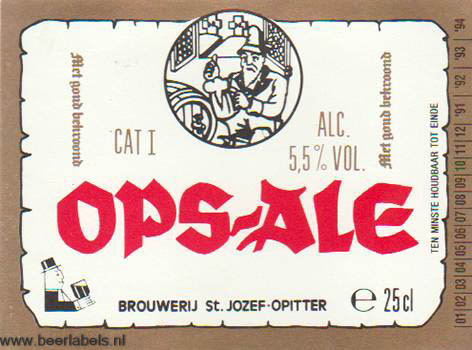 Met goud bekroond
CAT I
ALC.
5,5% VOL.
Met goud bekroond
OPS-ALE
BROUWERIJ St. JOZEF-OPITTER
e 25 cl
TEN MINSTE HOUDBAAR TOT EINDE
01|02|03|04|05|06|07|08|09|10|11|12|'91|'92|'93|'94
www.beerlabels.nl